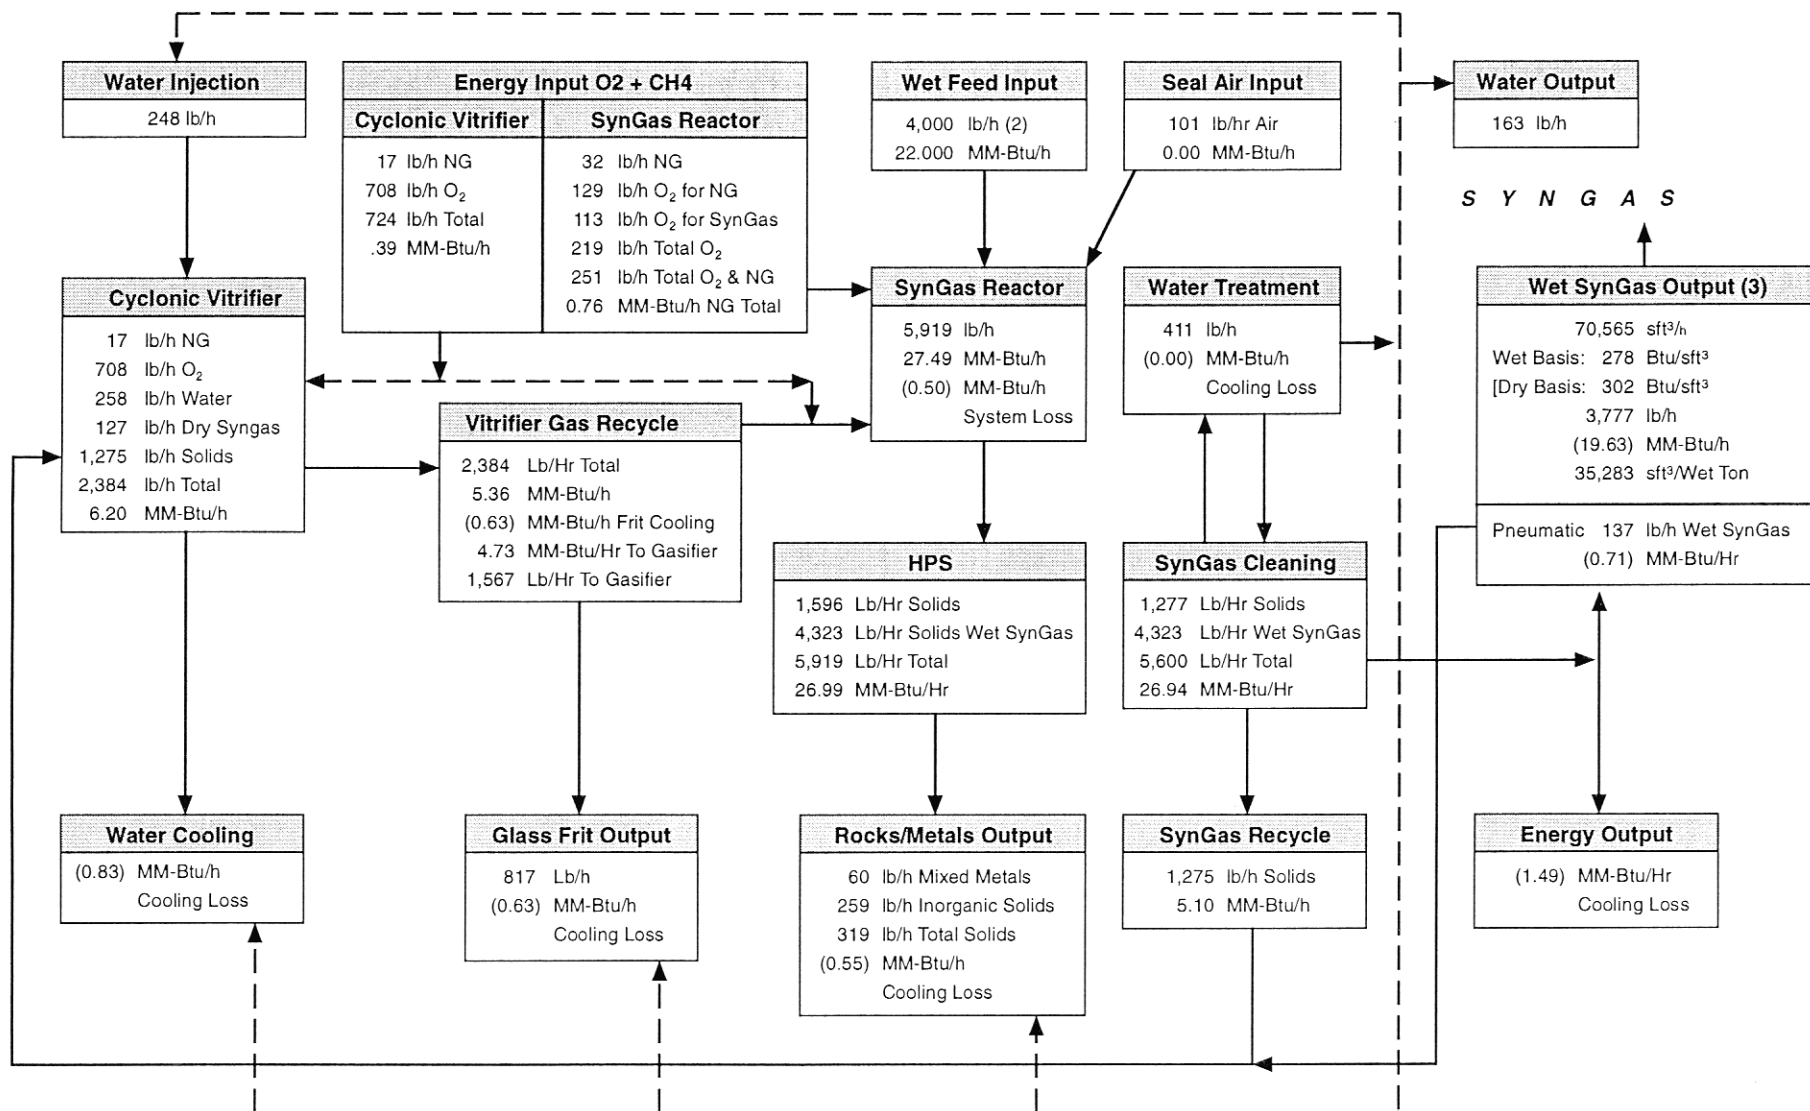 Water Injection
248 lb/h
Energy Input O2 + CH4
Cyclonic Vitrifier
17 lb/h NG
708 lb/h O₂
724 lb/h Total
.39 MM-Btu/h
SynGas Reactor
32 lb/h NG
129 lb/h O₂ for NG
113 lb/h O₂ for SynGas
219 lb/h Total O₂
251 lb/h Total O₂ & NG
0.76 MM-Btu/h NG Total
Wet Feed Input
4,000 lb/h (2)
22.000 MM-Btu/h
Seal Air Input
101 lb/hr Air
0.00 MM-Btu/h
Water Output
163 lb/h
S Y N G A S
Cyclonic Vitrifier
17 lb/h NG
708 lb/h O₂
258 lb/h Water
127 lb/h Dry Syngas
1,275 lb/h Solids
2,384 lb/h Total
6.20 MM-Btu/h
Vitrifier Gas Recycle
2,384 Lb/Hr Total
5.36 MM-Btu/h
(0.63) MM-Btu/h Frit Cooling
4.73 MM-Btu/Hr To Gasifier
1,567 Lb/Hr To Gasifier
SynGas Reactor
5,919 lb/h
27.49 MM-Btu/h
(0.50) MM-Btu/h
System Loss
Water Treatment
411 lb/h
(0.00) MM-Btu/h
Cooling Loss
Wet SynGas Output (3)
70,565 sft³/h
Wet Basis: 278 Btu/sft³
[Dry Basis: 302 Btu/sft³
3,777 lb/h
(19.63) MM-Btu/h
35,283 sft³/Wet Ton
Pneumatic 137 lb/h Wet SynGas
(0.71) MM-Btu/Hr
HPS
1,596 Lb/Hr Solids
4,323 Lb/Hr Solids Wet SynGas
5,919 Lb/Hr Total
26.99 MM-Btu/Hr
SynGas Cleaning
1,277 Lb/Hr Solids
4,323 Lb/Hr Wet SynGas
5,600 Lb/Hr Total
26.94 MM-Btu/Hr
Water Cooling
(0.83) MM-Btu/h
Cooling Loss
Glass Frit Output
817 Lb/h
(0.63) MM-Btu/h
Cooling Loss
Rocks/Metals Output
60 lb/h Mixed Metals
259 lb/h Inorganic Solids
319 lb/h Total Solids
(0.55) MM-Btu/h
Cooling Loss
SynGas Recycle
1,275 lb/h Solids
5.10 MM-Btu/h
Energy Output
(1.49) MM-Btu/Hr
Cooling Loss